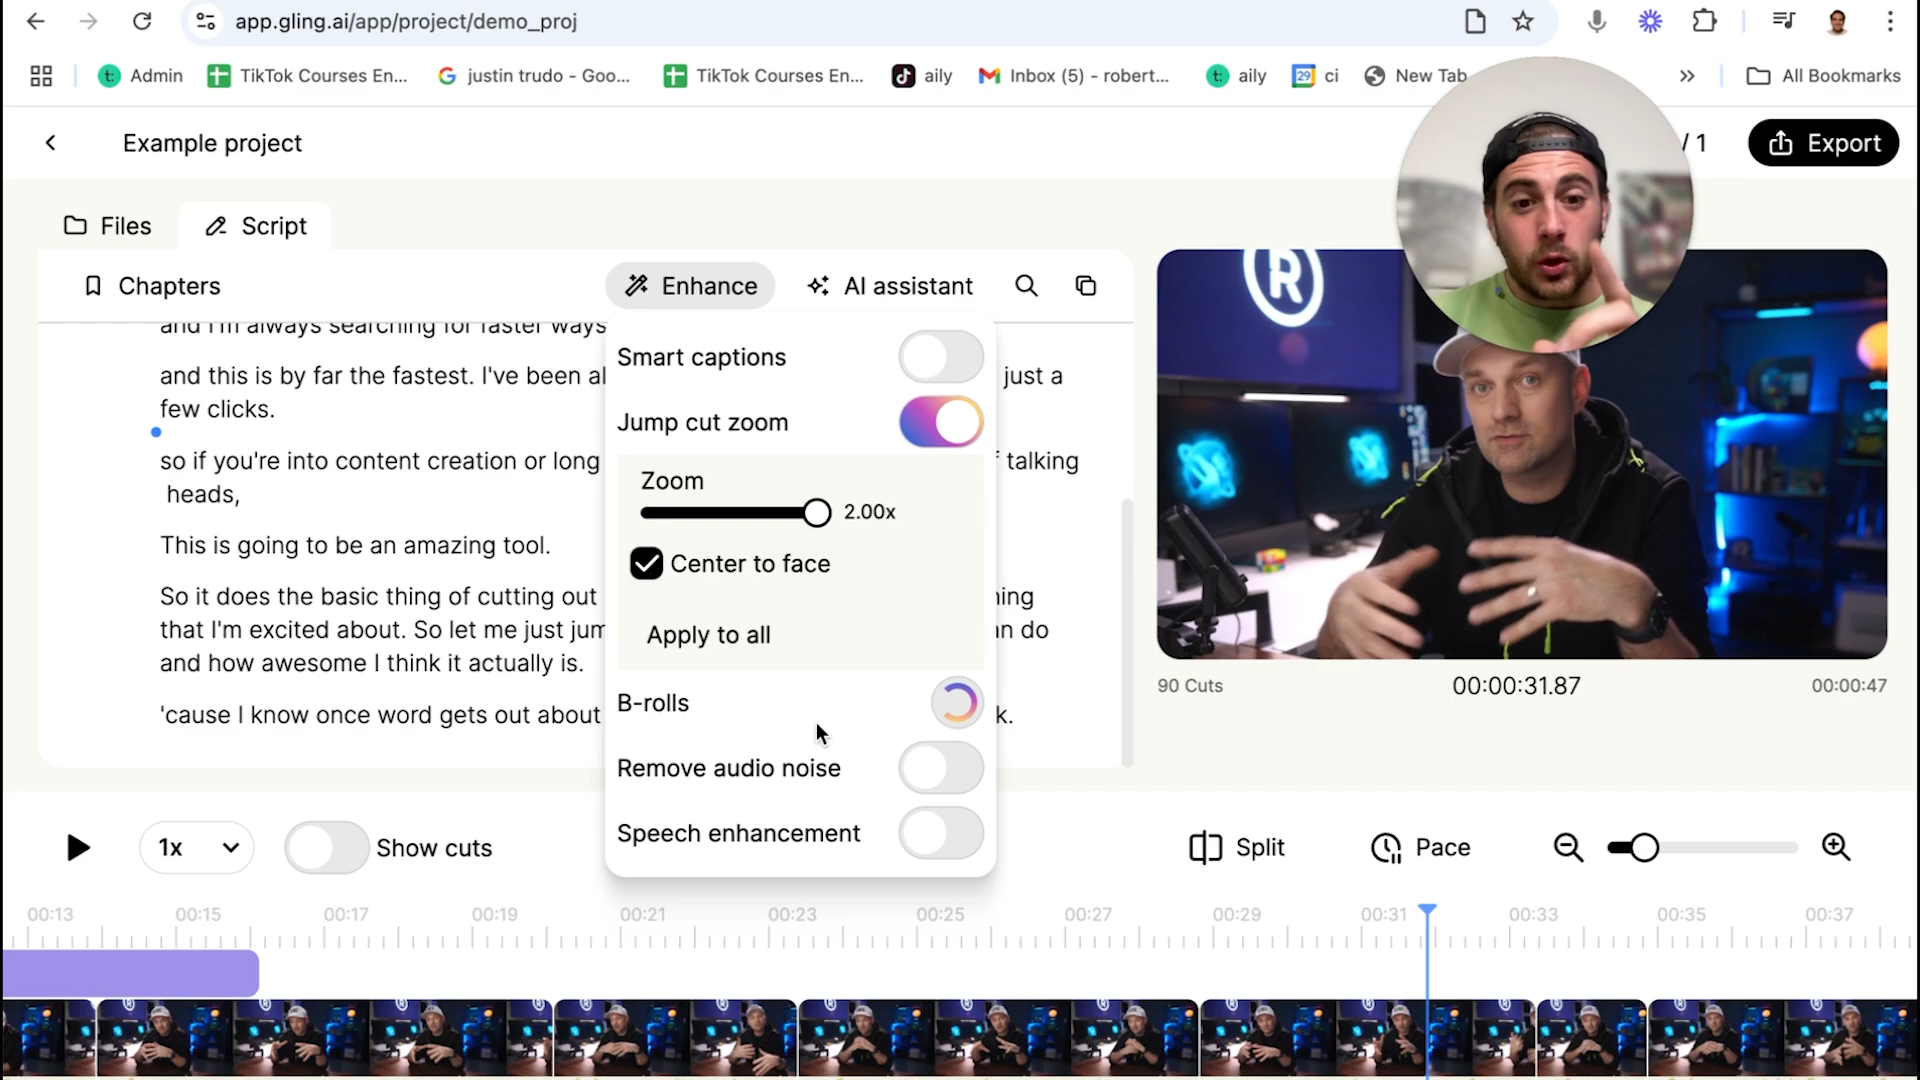 app.gling.ai/app/project/demo_proj
Admin
TikTok Courses En...
justin trudo - Goo...
TikTok Courses En...
aily
Inbox (5) - robert...
aily
29
ci
New Tab
All Bookmarks
Example project
/ 1
Export
Files
Script
Chapters
Enhance
AI assistant
and I'm always searching for faster ways
and this is by far the fastest. I've been al
just a
few clicks.
so if you're into content creation or long
f talking
heads,
This is going to be an amazing tool.
So it does the basic thing of cutting out
that I'm excited about. So let me just jum
n do
and how awesome I think it actually is.
'cause I know once word gets out about
k.
Smart captions
Jump cut zoom
Zoom
2.00x
Center to face
Apply to all
B-rolls
Remove audio noise
Speech enhancement
R
90 Cuts
00:00:31.87
00:00:47
1x
Show cuts
Split
Pace
00:13
00:15
00:17
00:19
00:21
00:23
00:25
00:27
00:29
00:31
00:33
00:35
00:37